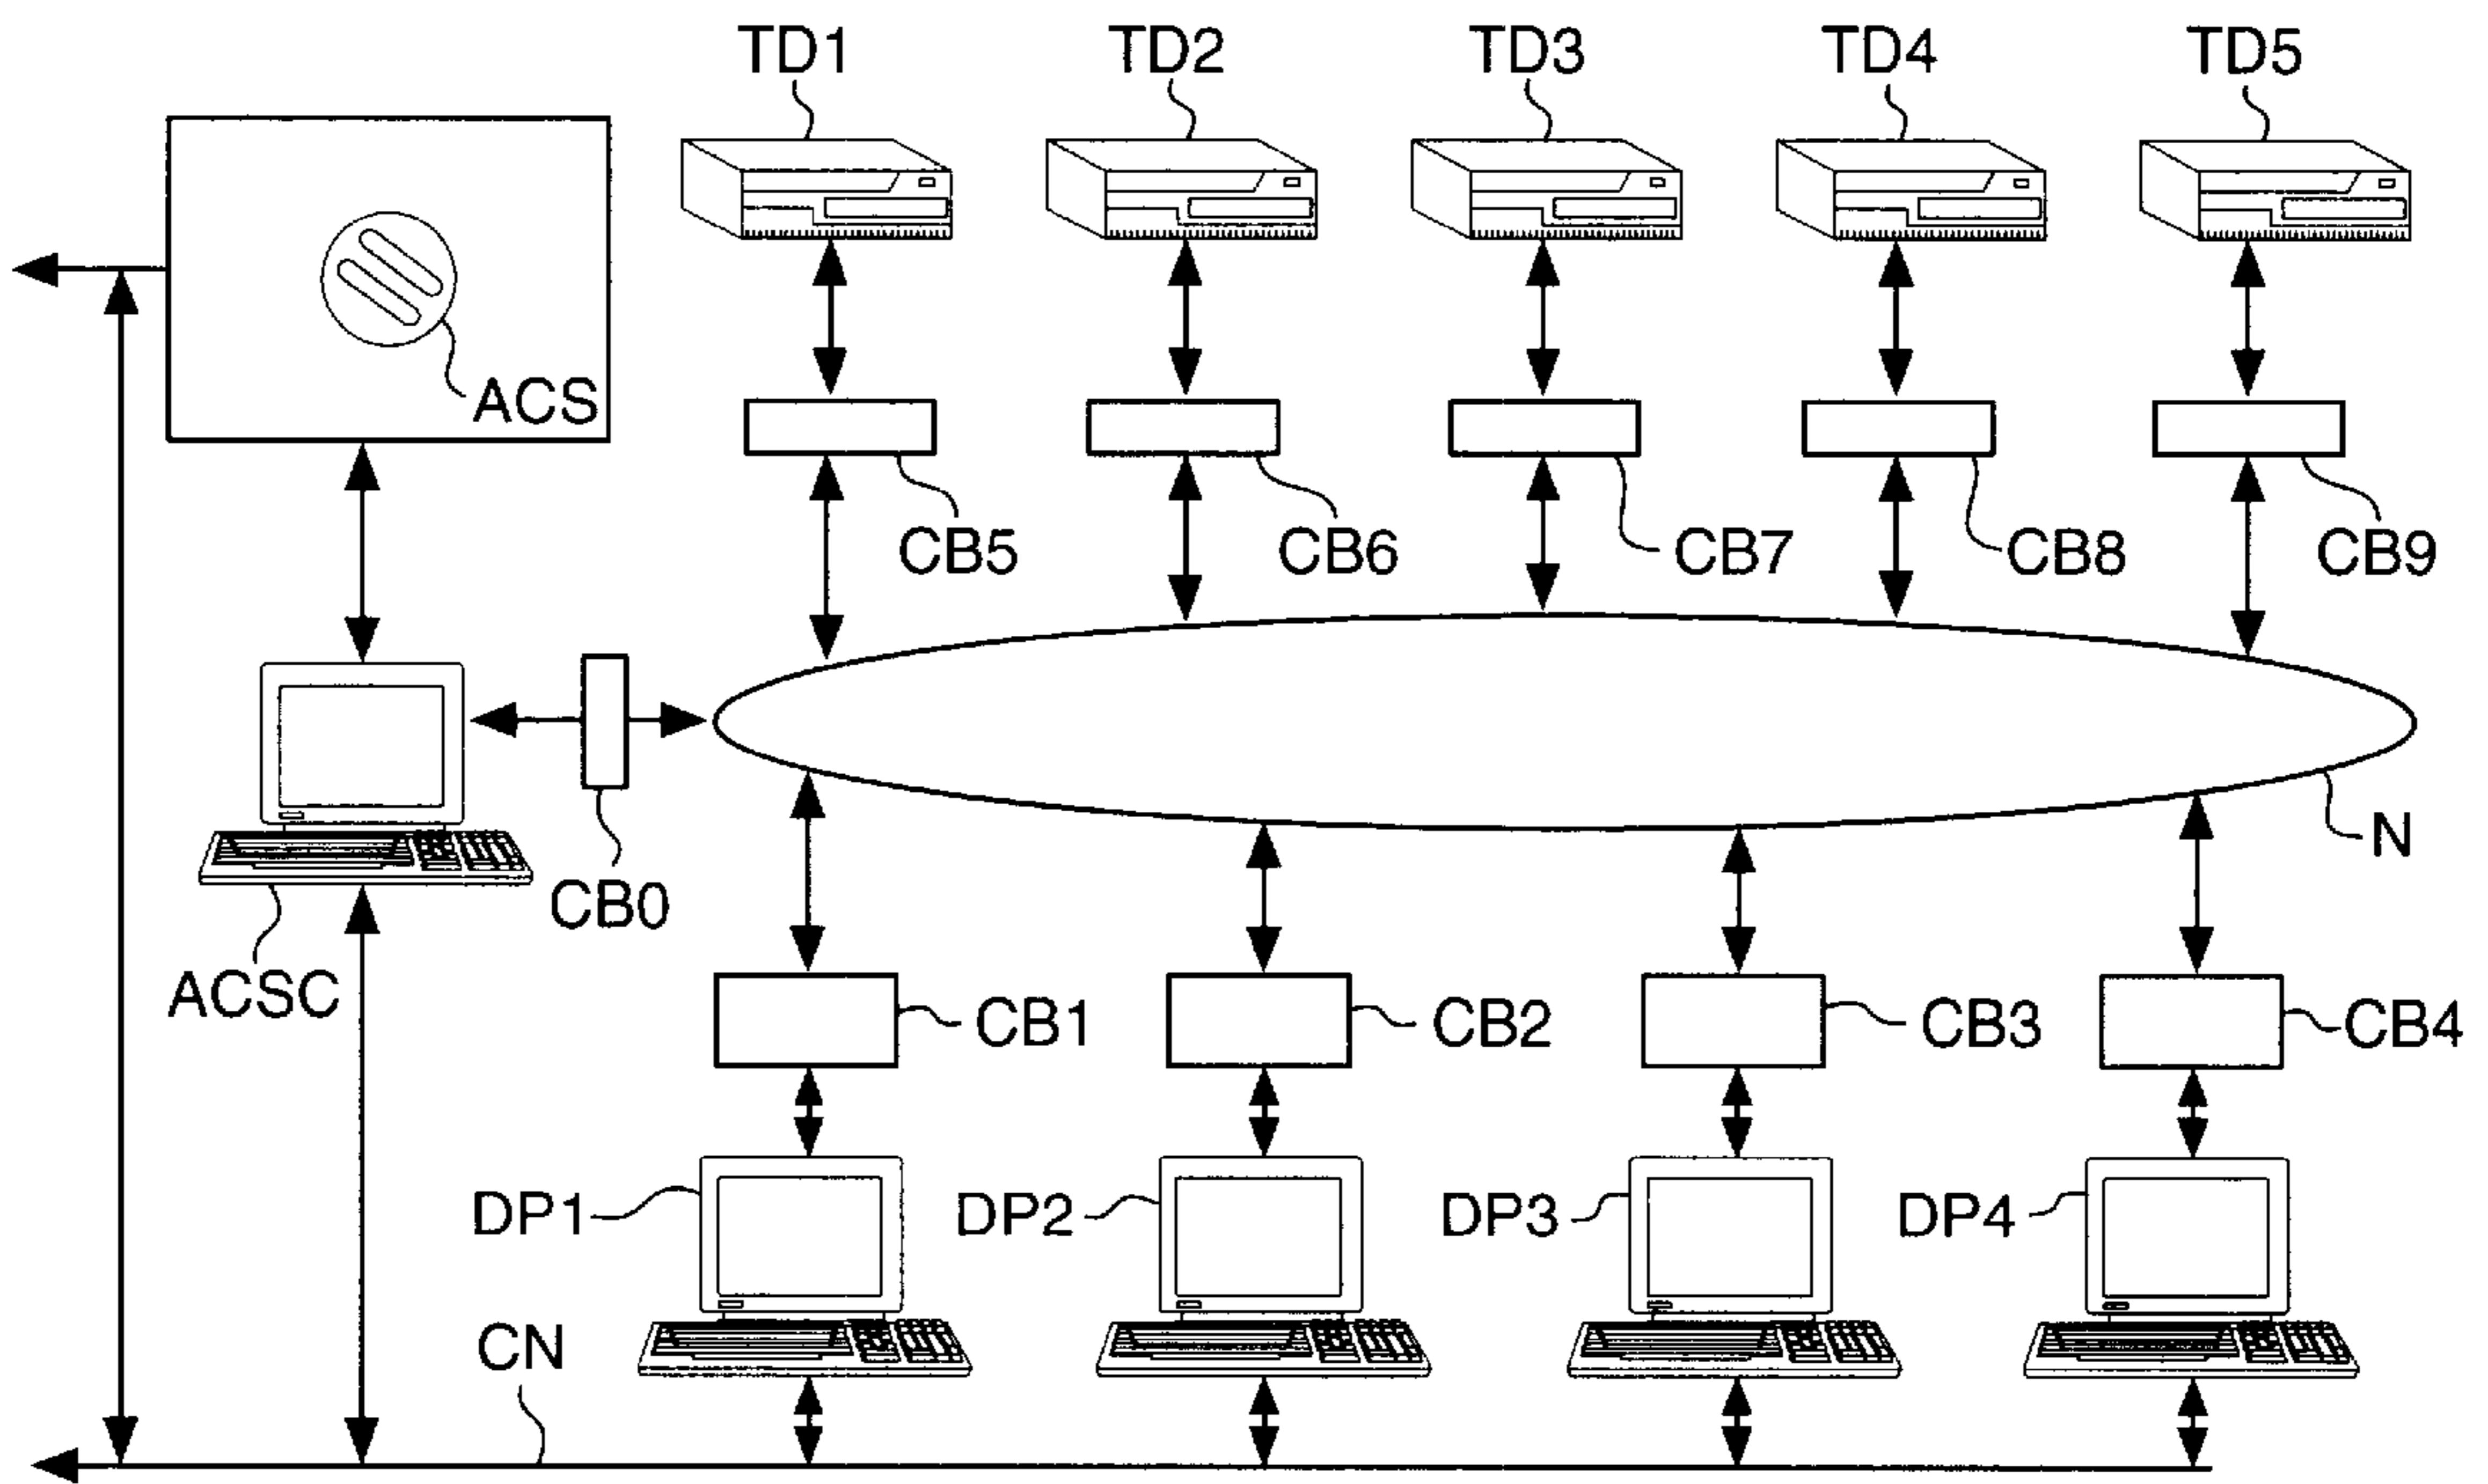 TD1
TD2
TD3
TD4
TD5
ACS
CB5
CB6
CB7
CB8
CB9
CB0
N
ACSC
CB1
CB2
CB3
CB4
DP1
DP2
DP3
DP4
CN